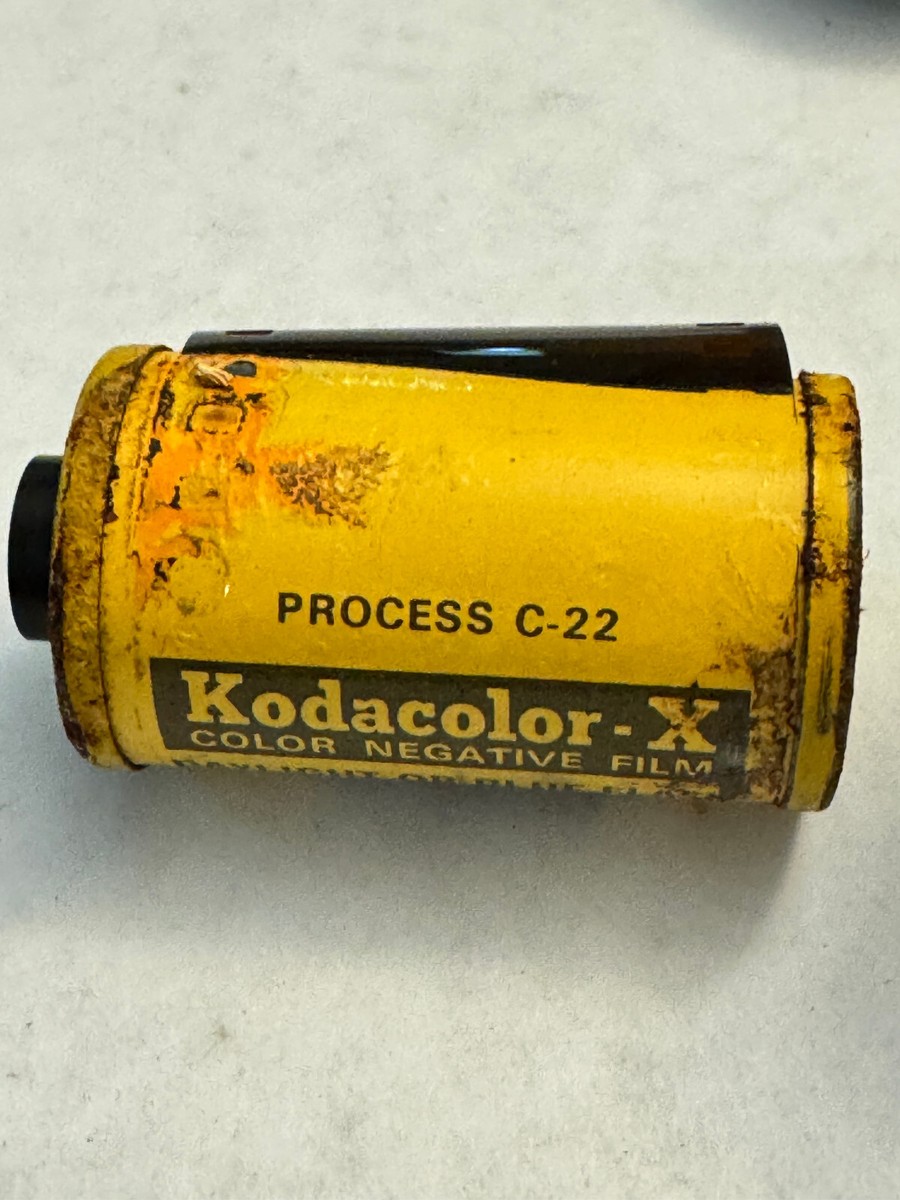 PROCESS C-22
Kodacolor-X
COLOR NEGATIVE FILM